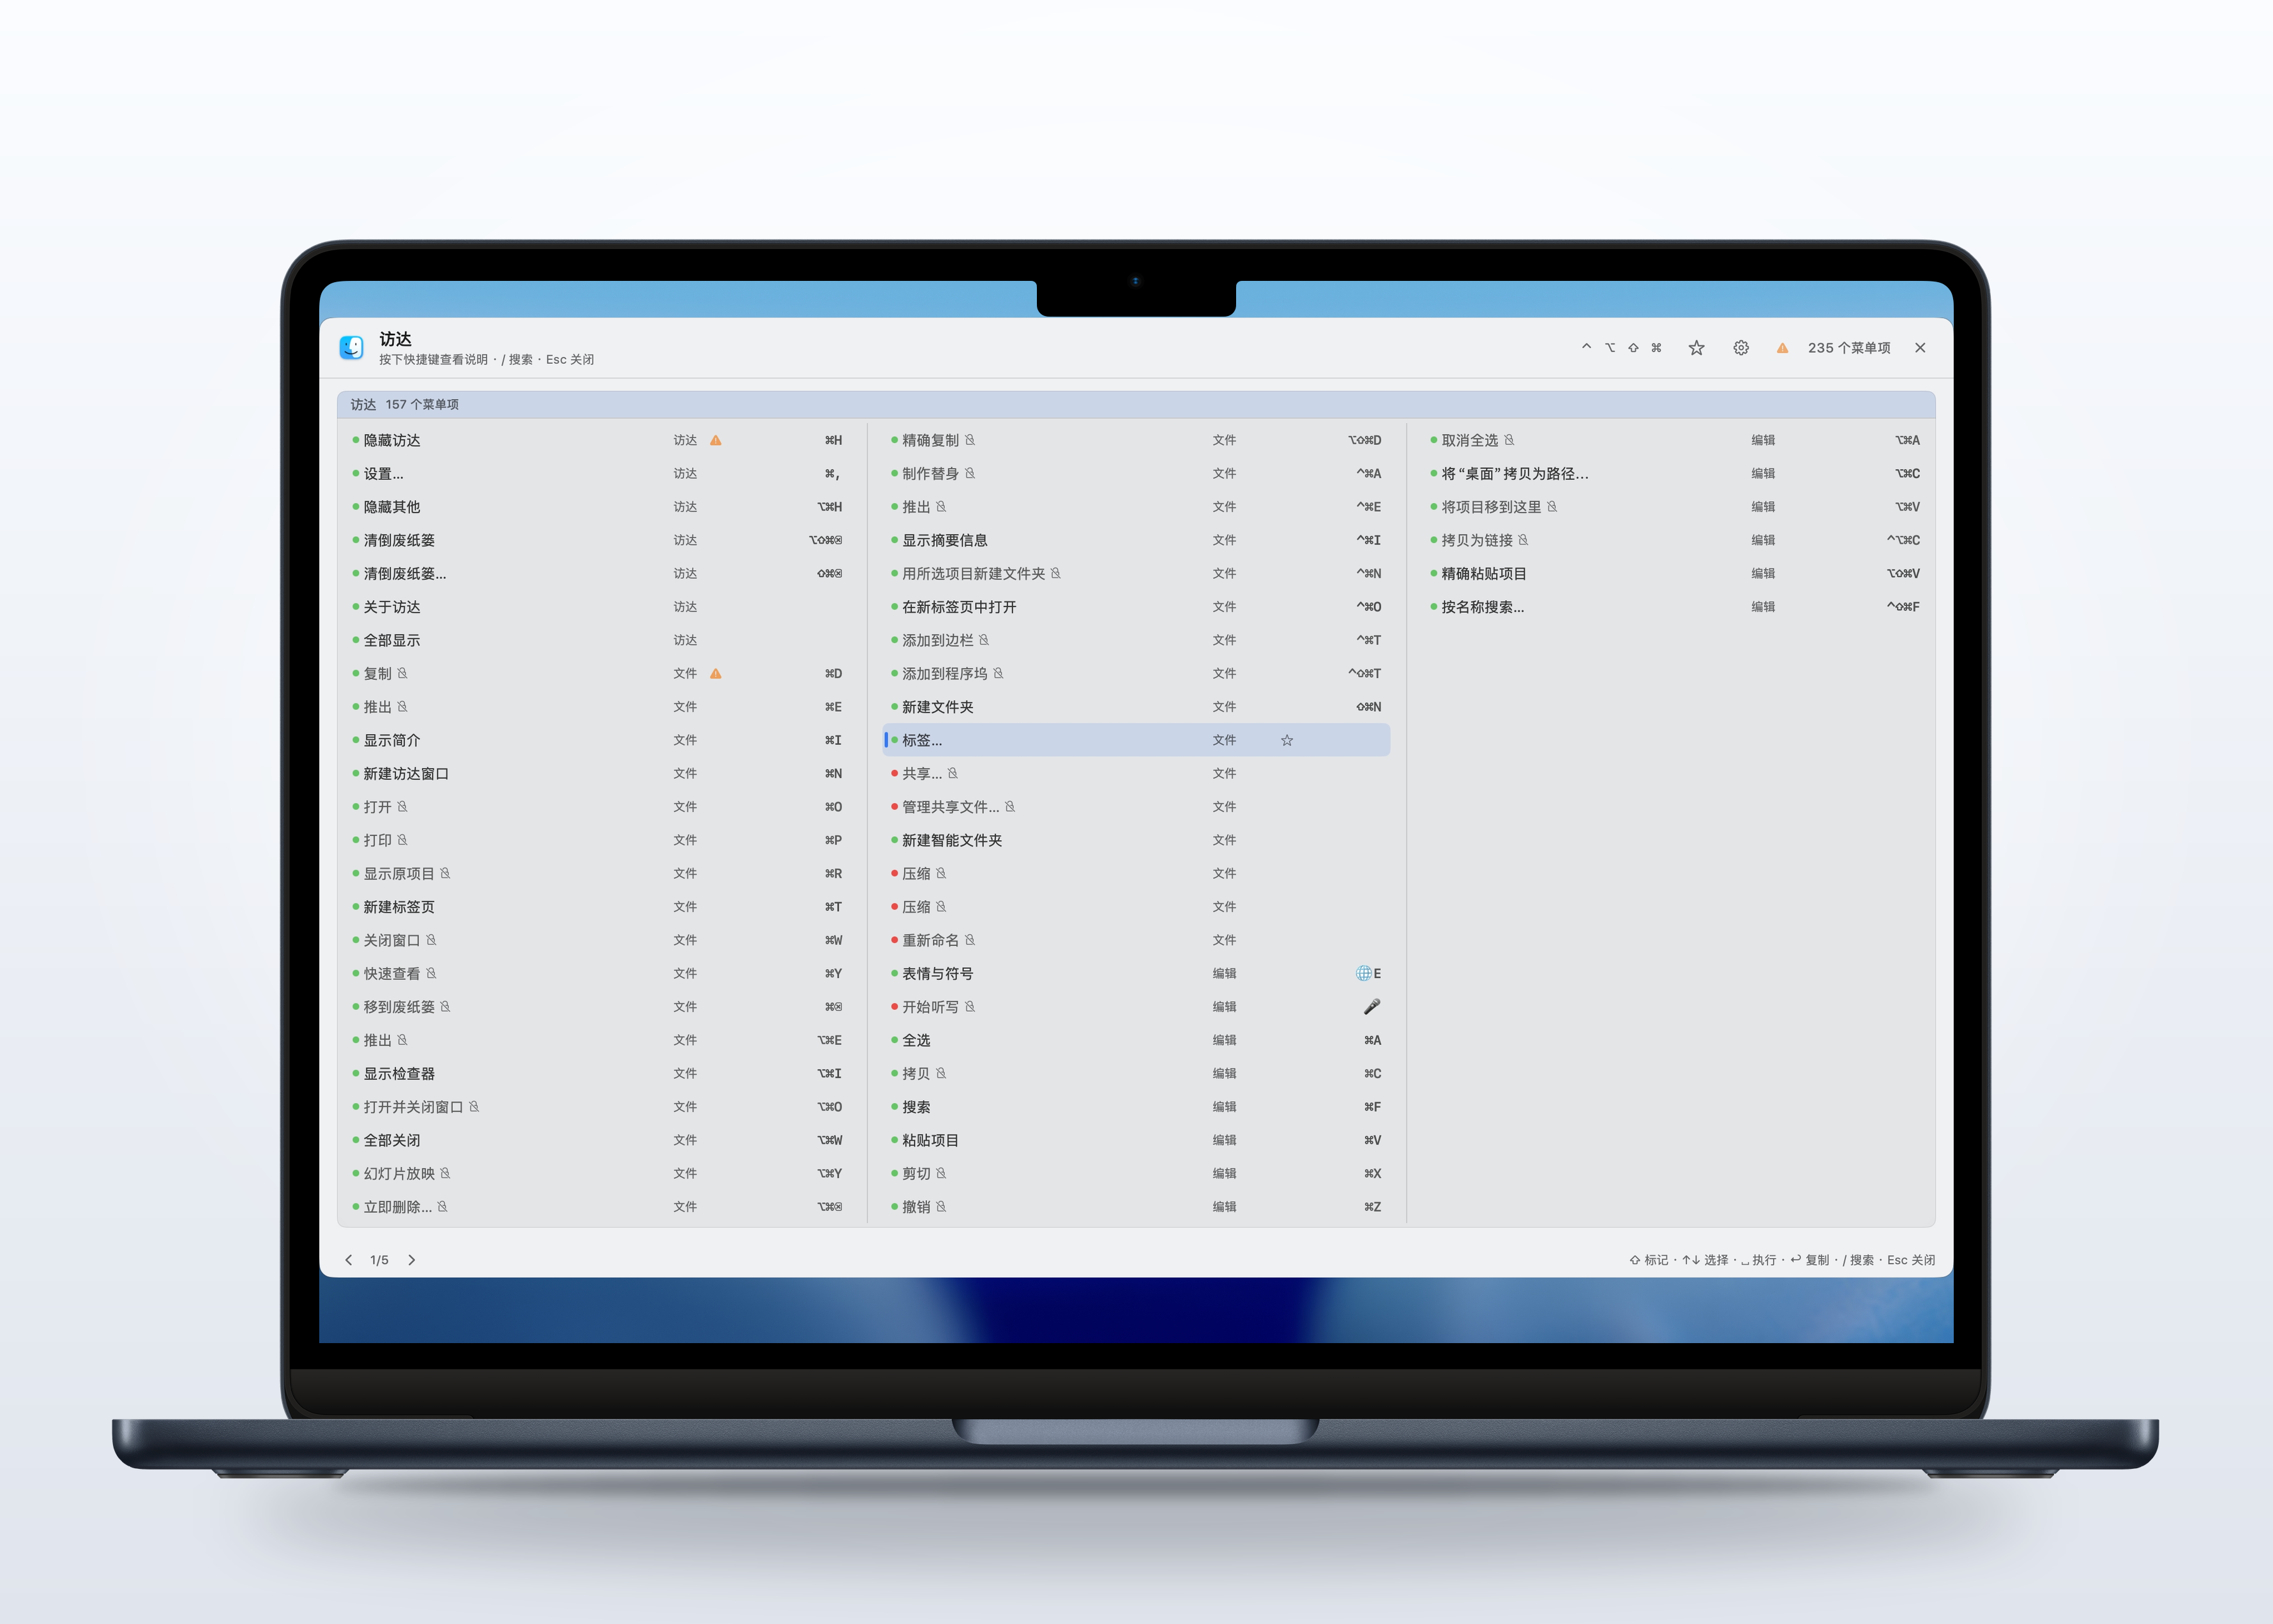 访达
按下快捷键查看说明 · / 搜索 · Esc 关闭
^ ⌥ ⇧ ⌘ 235 个菜单项
访达 157 个菜单项
隐藏访达 访达 ⌘H
设置... 访达 ⌘,
隐藏其他 访达 ⌥⌘H
清倒废纸篓 访达 ⌥⇧⌘⌫
清倒废纸篓... 访达 ⇧⌘⌫
关于访达 访达
全部显示 访达
复制 文件 ⌘D
推出 文件 ⌘E
显示简介 文件 ⌘I
新建访达窗口 文件 ⌘N
打开 文件 ⌘O
打印 文件 ⌘P
显示原项目 文件 ⌘R
新建标签页 文件 ⌘T
关闭窗口 文件 ⌘W
快速查看 文件 ⌘Y
移到废纸篓 文件 ⌘⌫
推出 文件 ⌥⌘E
显示检查器 文件 ⌥⌘I
打开并关闭窗口 文件 ⌥⌘O
全部关闭 文件 ⌥⌘W
幻灯片放映 文件 ⌥⌘Y
立即删除... 文件 ⌥⌘⌫
精确复制 文件 ⌥⇧⌘D
制作替身 文件 ^⌘A
推出 文件 ^⌘E
显示摘要信息 文件 ^⌘I
用所选项目新建文件夹 文件 ^⌘N
在新标签页中打开 文件 ^⌘O
添加到边栏 文件 ^⌘T
添加到程序坞 文件 ^⇧⌘T
新建文件夹 文件 ⇧⌘N
标签... 文件 ☆
共享... 文件
管理共享文件... 文件
新建智能文件夹 文件
压缩 文件
压缩 文件
重新命名 文件
表情与符号 编辑 🌐E
开始听写 编辑 🎤
全选 编辑 ⌘A
拷贝 编辑 ⌘C
搜索 编辑 ⌘F
粘贴项目 编辑 ⌘V
剪切 编辑 ⌘X
撤销 编辑 ⌘Z
取消全选 编辑 ⌥⌘A
将“桌面”拷贝为路径... 编辑 ⌥⌘C
将项目移到这里 编辑 ⌥⌘V
拷贝为链接 编辑 ^⌥⌘C
精确粘贴项目 编辑 ⌥⇧⌘V
按名称搜索... 编辑 ^⇧⌘F
1/5
⇧ 标记 · ↑↓ 选择 · ⎵ 执行 · ↩ 复制 · / 搜索 · Esc 关闭